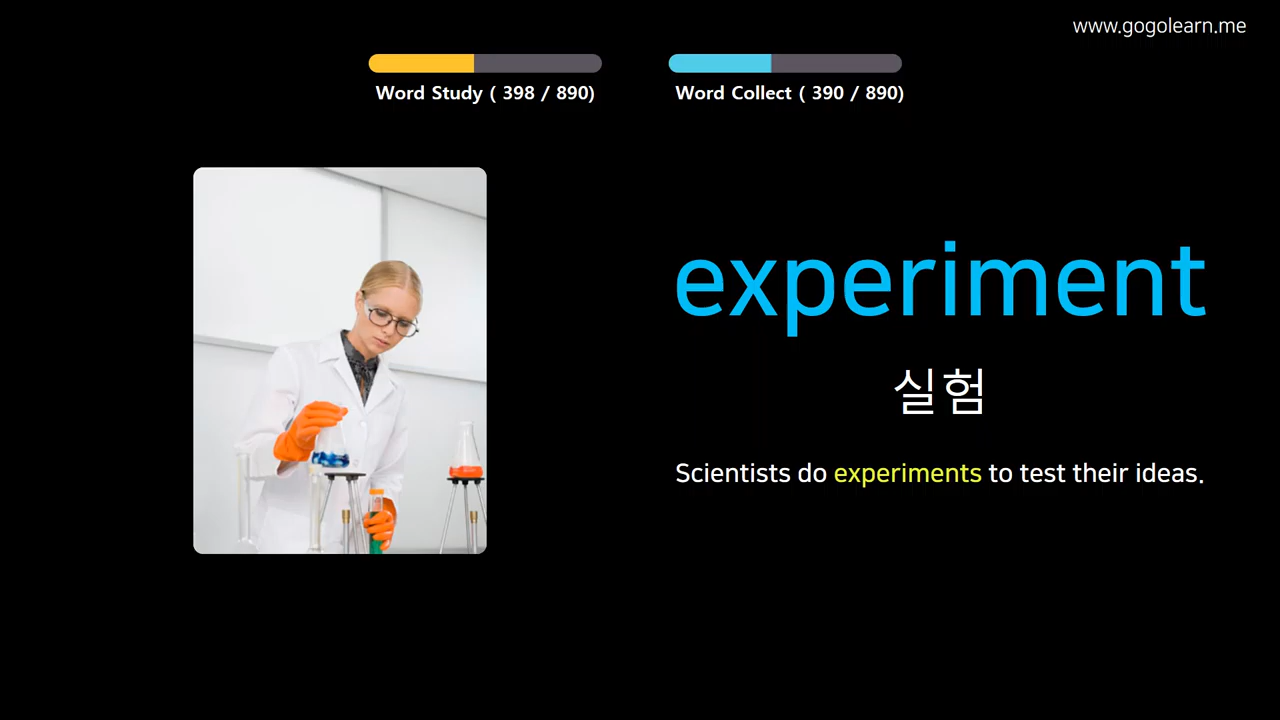 www.gogolearn.me
Word Study ( 398 / 890)
Word Collect ( 390 / 890)
experiment
실험
Scientists do experiments to test their ideas.